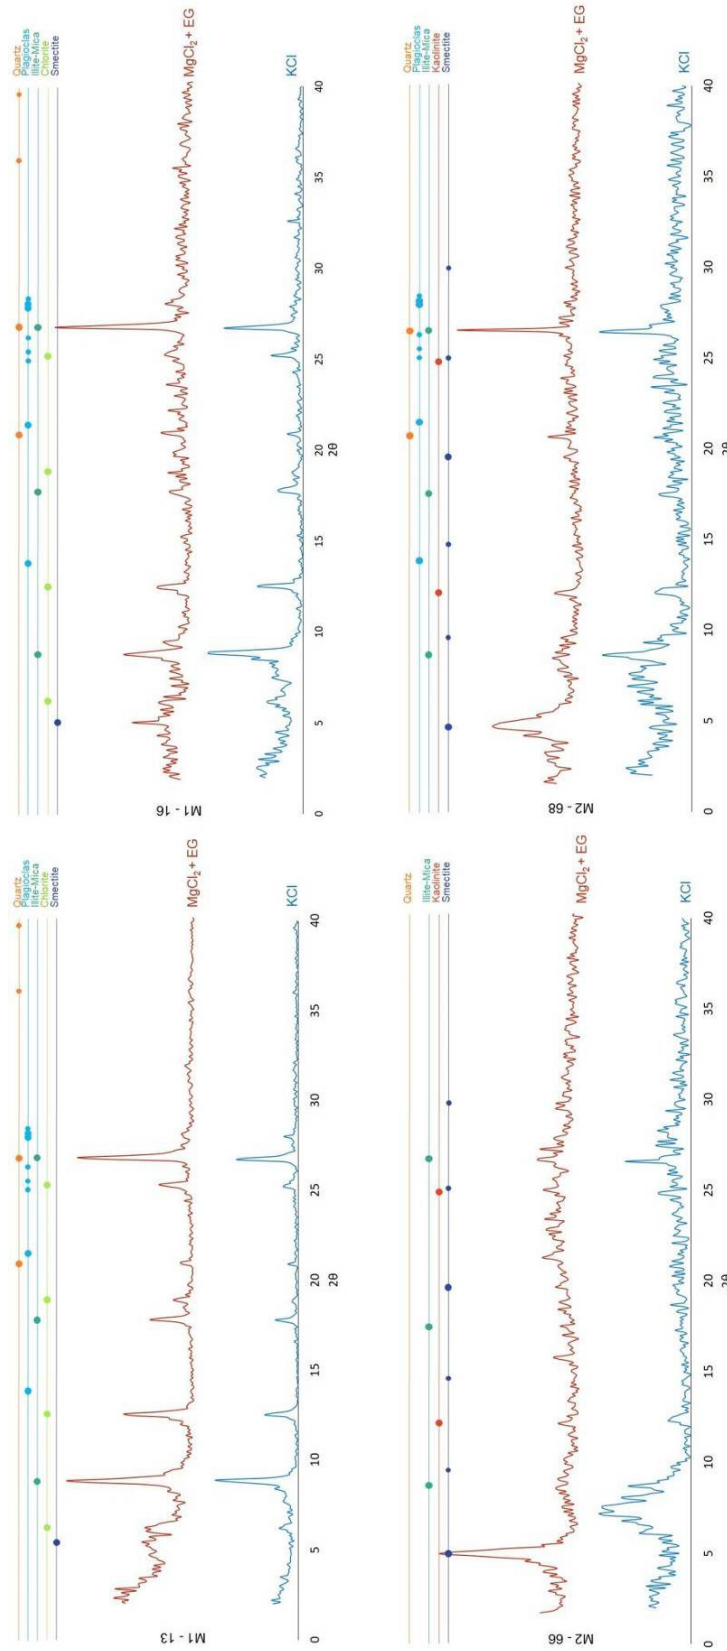 M1 - 13
Quartz
Plagioclas
Illite-Mica
Chlorite
Smectite
MgCl₂ + EG
KCl
0 5 10 15 20 25 30 35 40
2θ
M1 - 16
Quartz
Plagioclas
Illite-Mica
Chlorite
Smectite
MgCl₂ + EG
KCl
0 5 10 15 20 25 30 35 40
2θ
M2 - 66
Quartz
Illite-Mica
Kaolinite
Smectite
MgCl₂ + EG
KCl
0 5 10 15 20 25 30 35 40
2θ
M2 - 68
Quartz
Plagioclas
Illite-Mica
Kaolinite
Smectite
MgCl₂ + EG
KCl
0 5 10 15 20 25 30 35 40
2θ